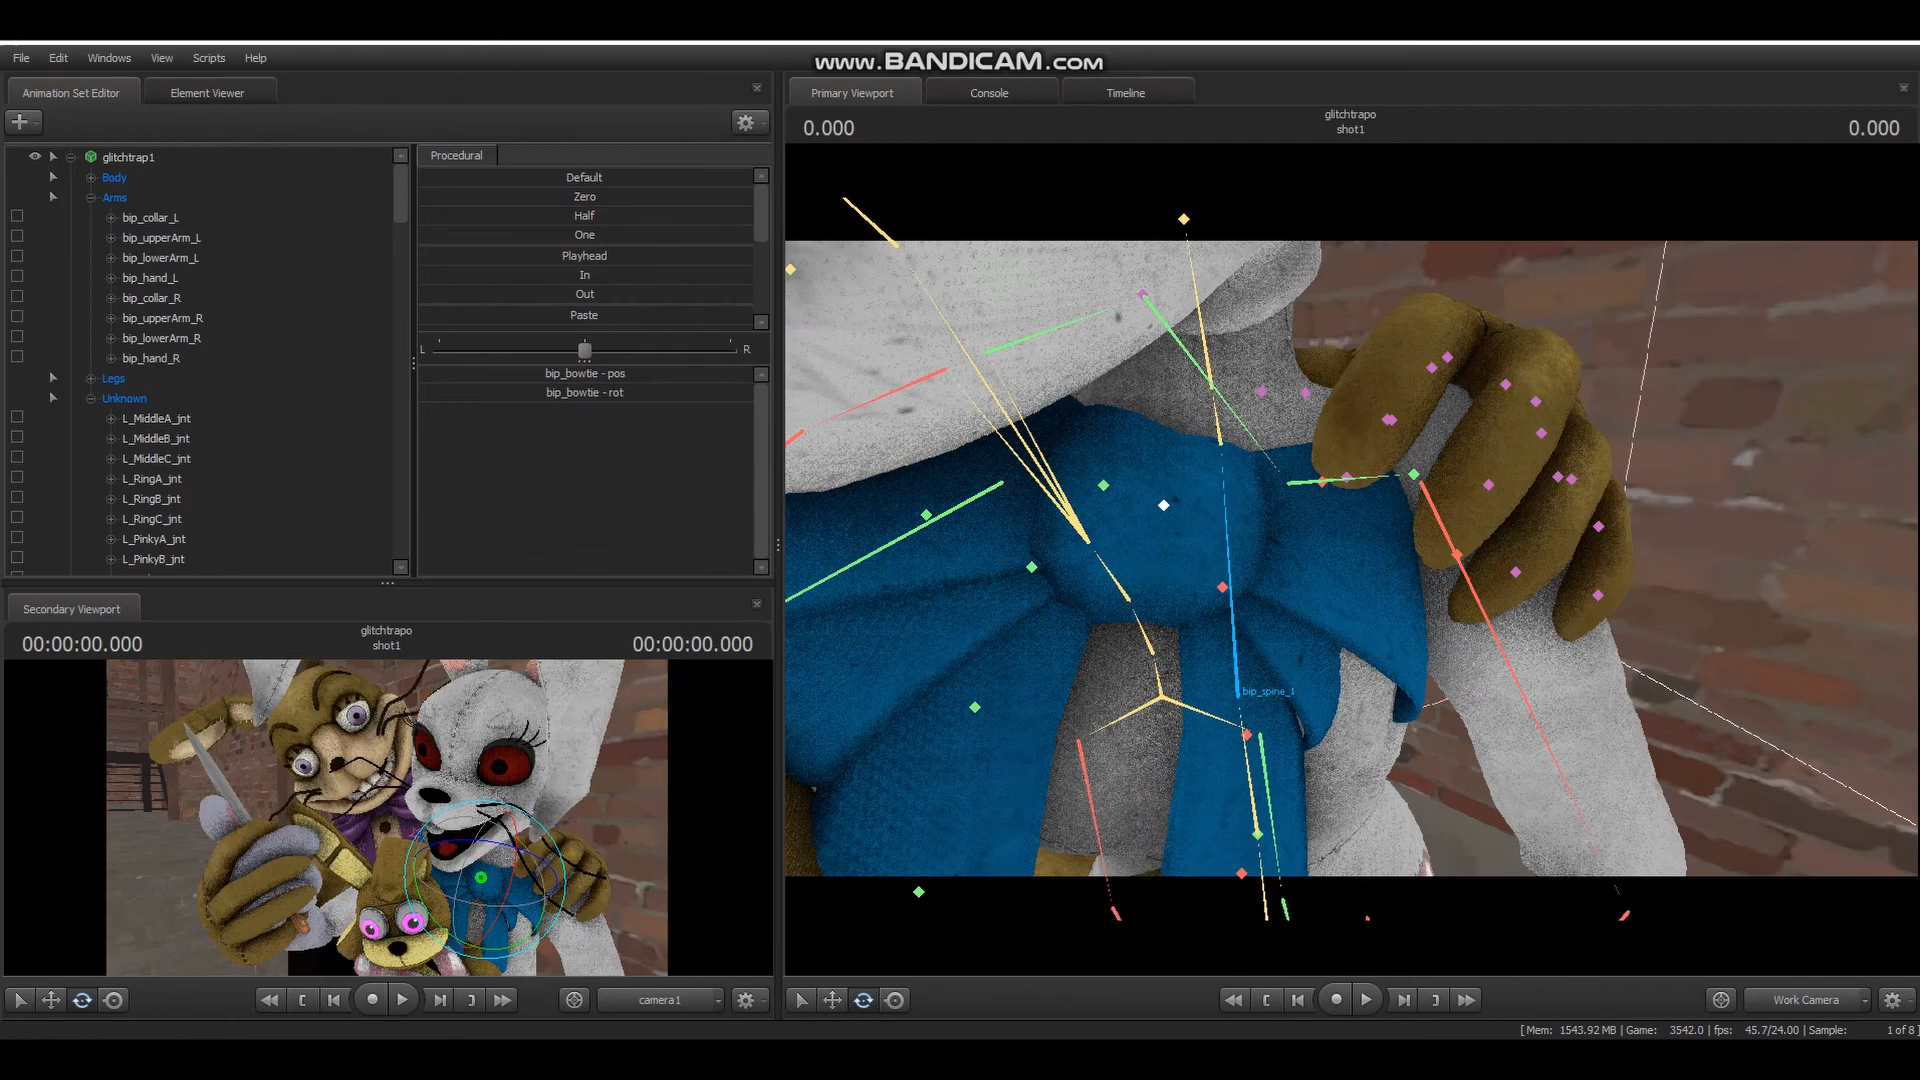 www.BANDICAM.com
File Edit Windows View Scripts Help
Animation Set Editor
Element Viewer
glitchtrap1
Body
Arms
bip_collar_L
bip_upperArm_L
bip_lowerArm_L
bip_hand_L
bip_collar_R
bip_upperArm_R
bip_lowerArm_R
bip_hand_R
Legs
Unknown
L_MiddleA_jnt
L_MiddleB_jnt
L_MiddleC_jnt
L_RingA_jnt
L_RingB_jnt
L_RingC_jnt
L_PinkyA_jnt
L_PinkyB_jnt
Procedural
Default
Zero
Half
One
Playhead
In
Out
Paste
L R
bip_bowtie - pos
bip_bowtie - rot
Secondary Viewport
00:00:00.000
glitchtrapo
shot1
00:00:00.000
camera1
Primary Viewport
Console
Timeline
0.000
glitchtrapo
shot1
0.000
bip_spine_1
Work Camera
[ Mem: 1543.92 MB | Game: 3542.0 | fps: 45.7/24.00 | Sample: 1 of 8